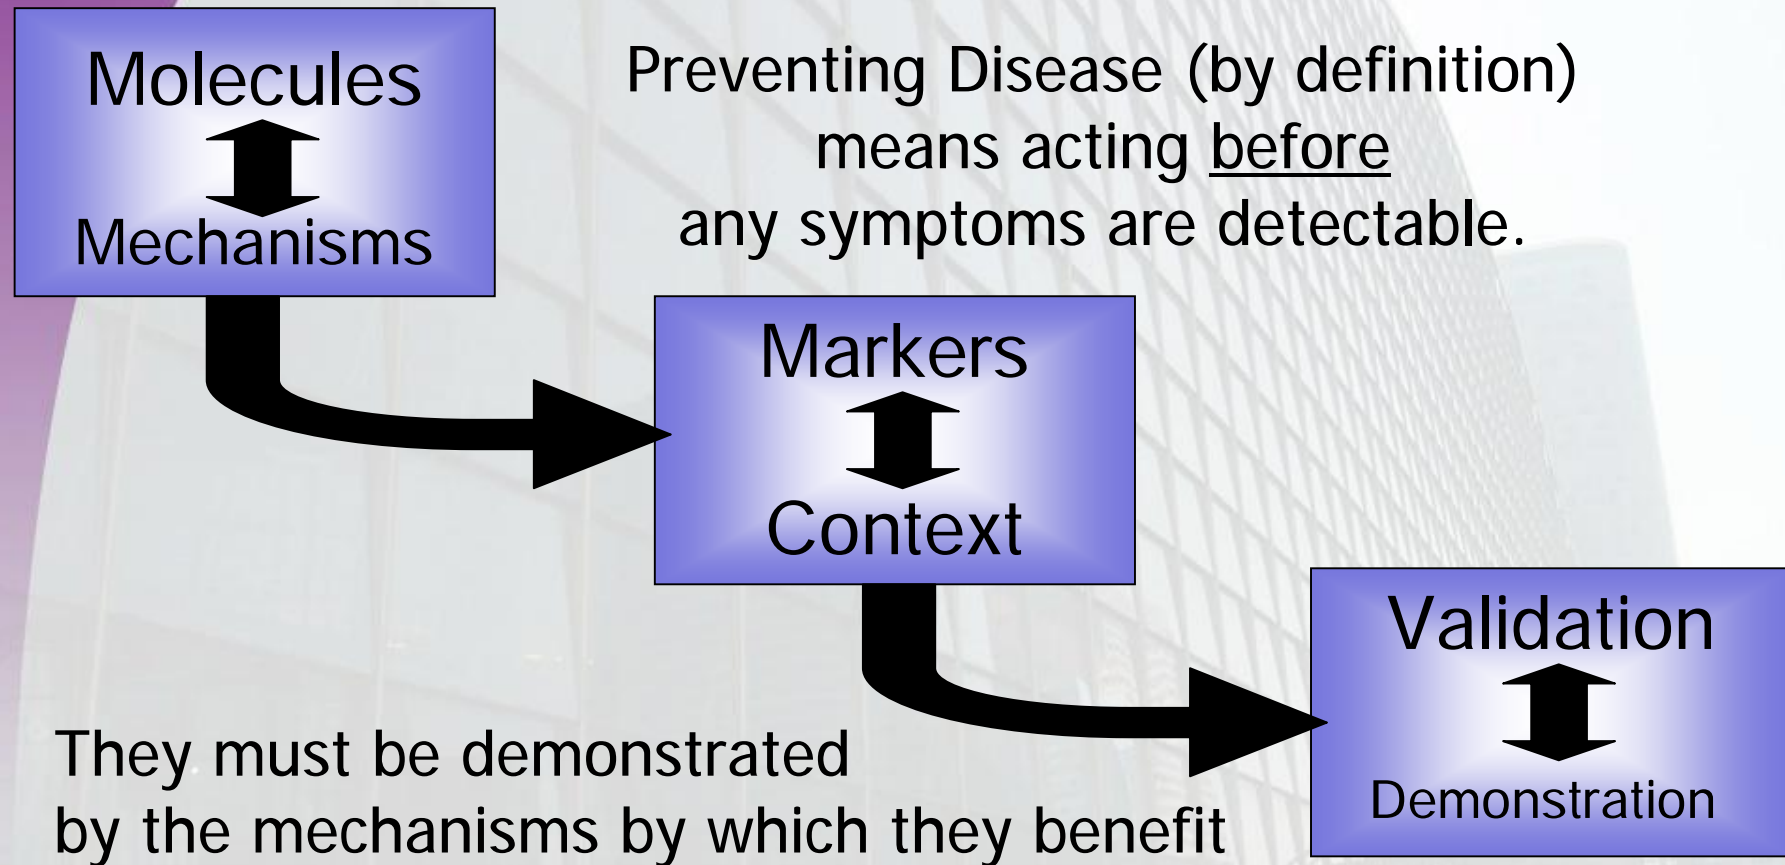 Molecules
Mechanisms
Preventing Disease (by definition)
means acting before
any symptoms are detectable.
Markers
Context
Validation
Demonstration
They must be demonstrated
by the mechanisms by which they benefit